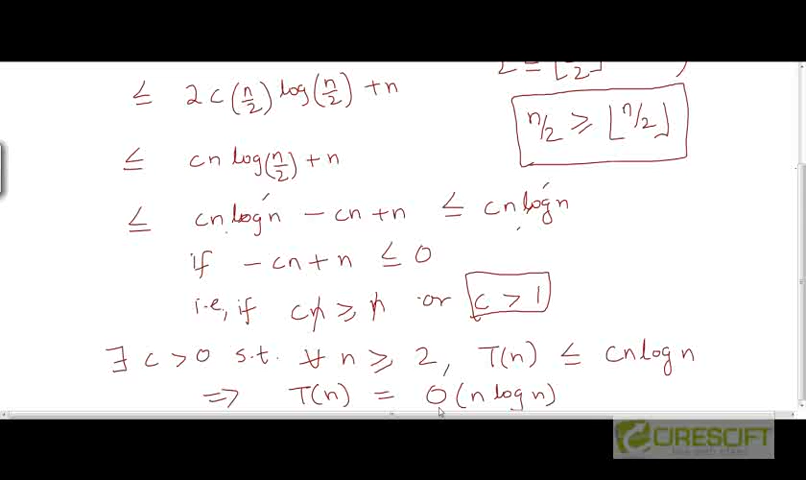 ≤ 2c(n/2) log(n/2) + n
n/2 ≥ ⌊n/2⌋
≤ cn log(n/2) + n
≤ cn log n − cn + n ≤ cn log n
if − cn + n ≤ 0
i.e, if cn ≥ n or c > 1
∃ c > 0 s.t. ∀ n ≥ 2, T(n) ≤ cn log n
=> T(n) = O(n log n)
CIRESCIFT